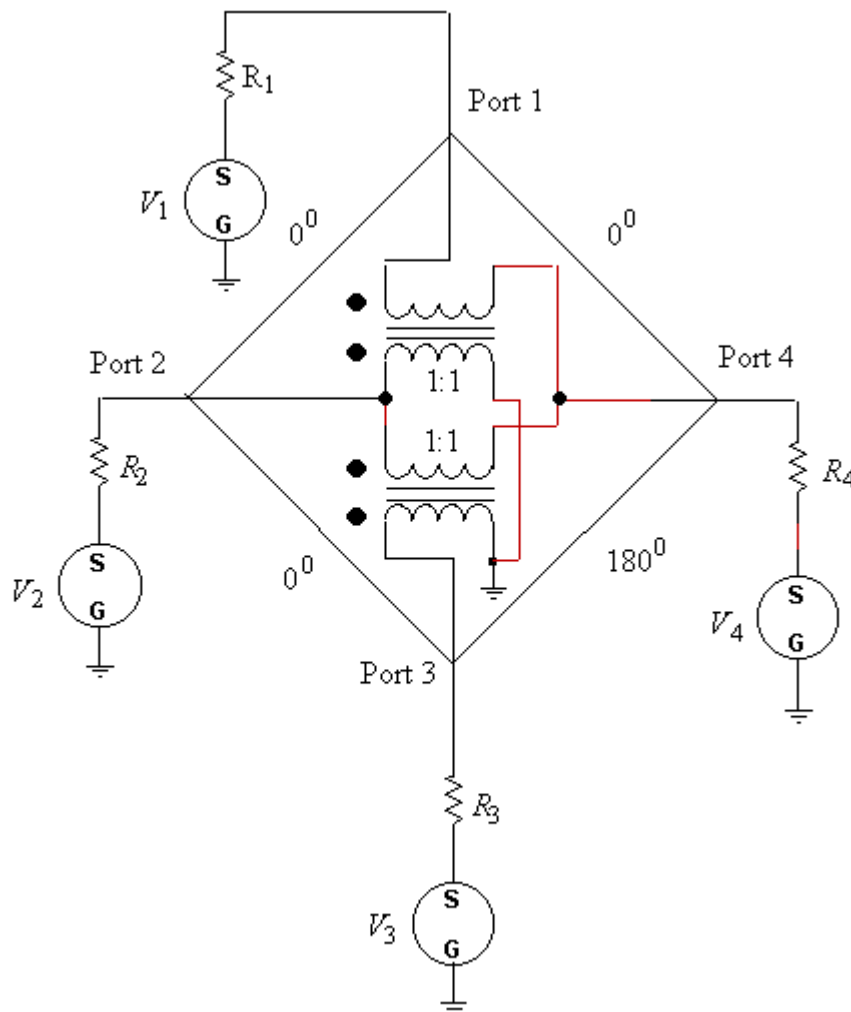 R₁
Port 1
S
V₁
G
0⁰
0⁰
Port 2
1:1
Port 4
1:1
R₂
R₄
0⁰
180⁰
S
V₂
G
S
V₄
G
Port 3
R₃
S
V₃
G